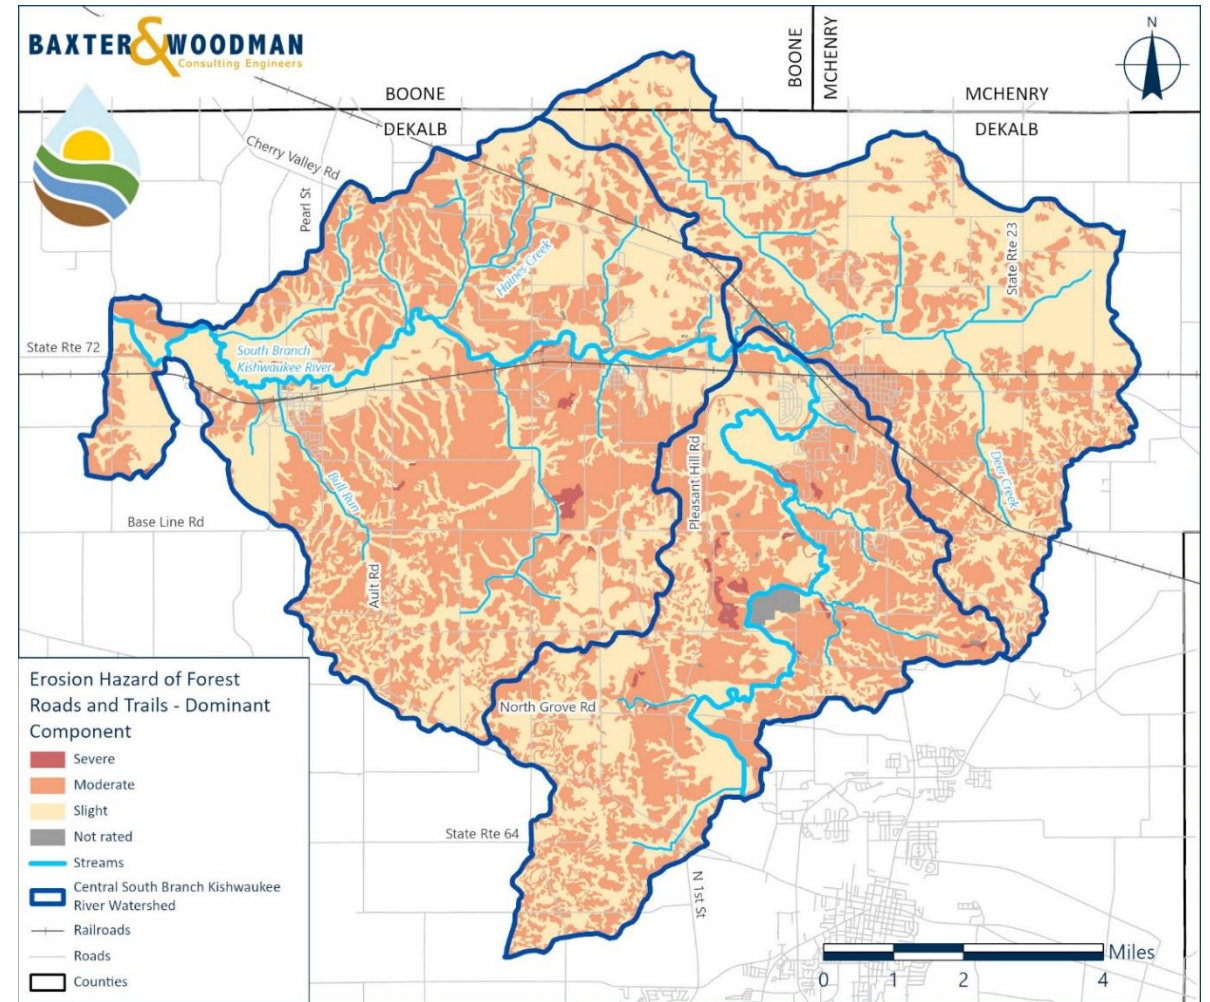 BAXTER & WOODMAN
Consulting Engineers
N
BOONE
MCHENRY
BOONE
MCHENRY
DEKALB
DEKALB
Cherry Valley Rd
Pearl St
State Rte 23
Haines Creek
State Rte 72
South Branch
Kishwaukee River
Pleasant Hill Rd
Deer Creek
Bull Run
Base Line Rd
Ault Rd
North Grove Rd
State Rte 64
N 1st St
Erosion Hazard of Forest
Roads and Trails - Dominant
Component
Severe
Moderate
Slight
Not rated
Streams
Central South Branch Kishwaukee
River Watershed
Railroads
Roads
Counties
Miles
0 1 2 4